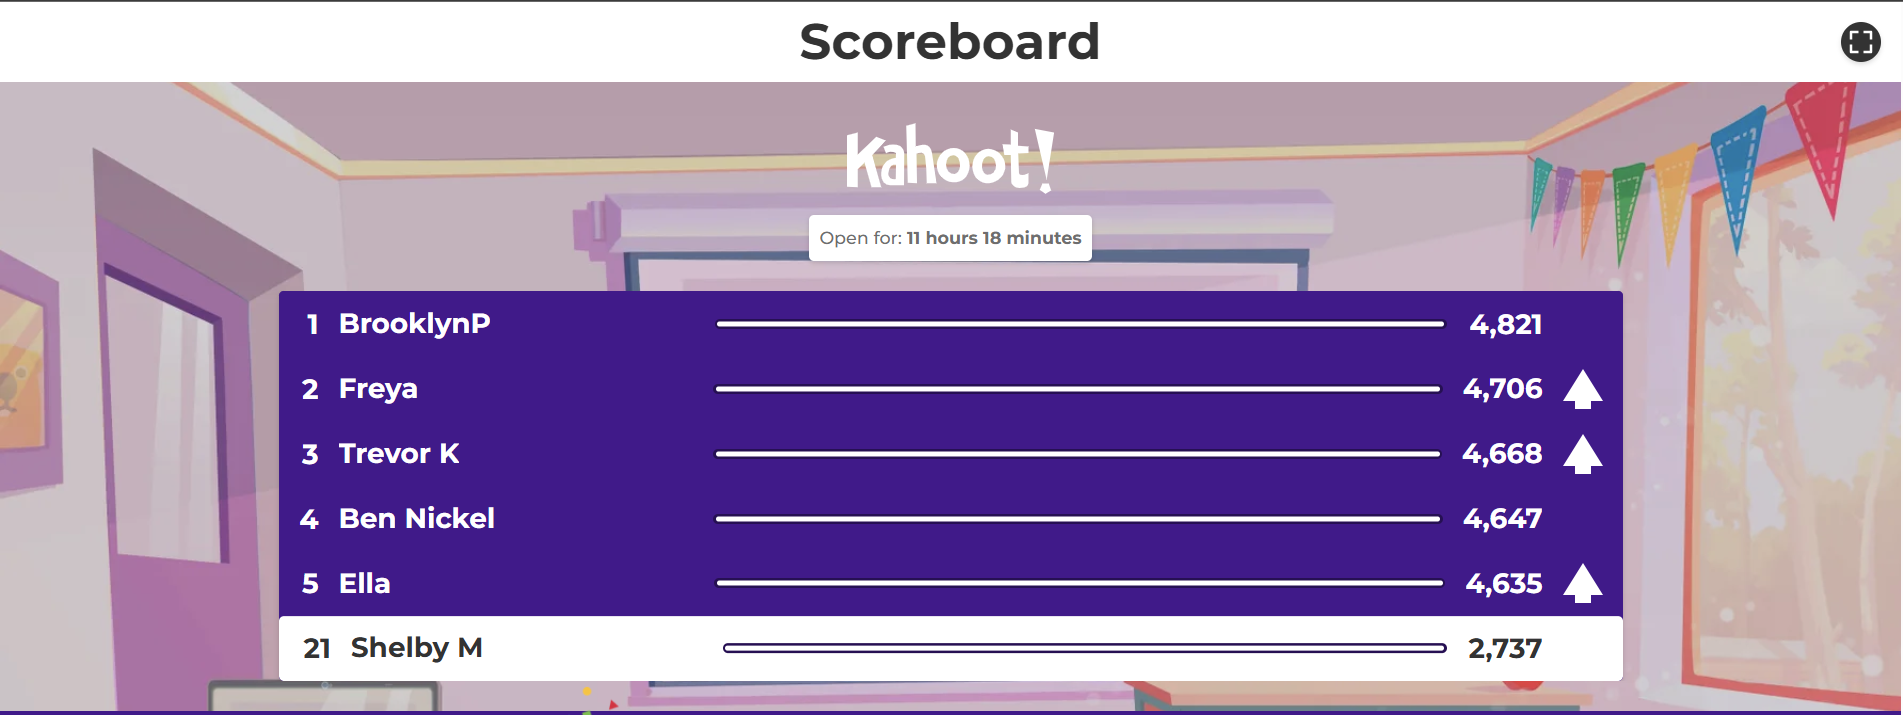 Scoreboard
Kahoot!
Open for: 11 hours 18 minutes
1 BrooklynP 4,821
2 Freya 4,706
3 Trevor K 4,668
4 Ben Nickel 4,647
5 Ella 4,635
21 Shelby M 2,737